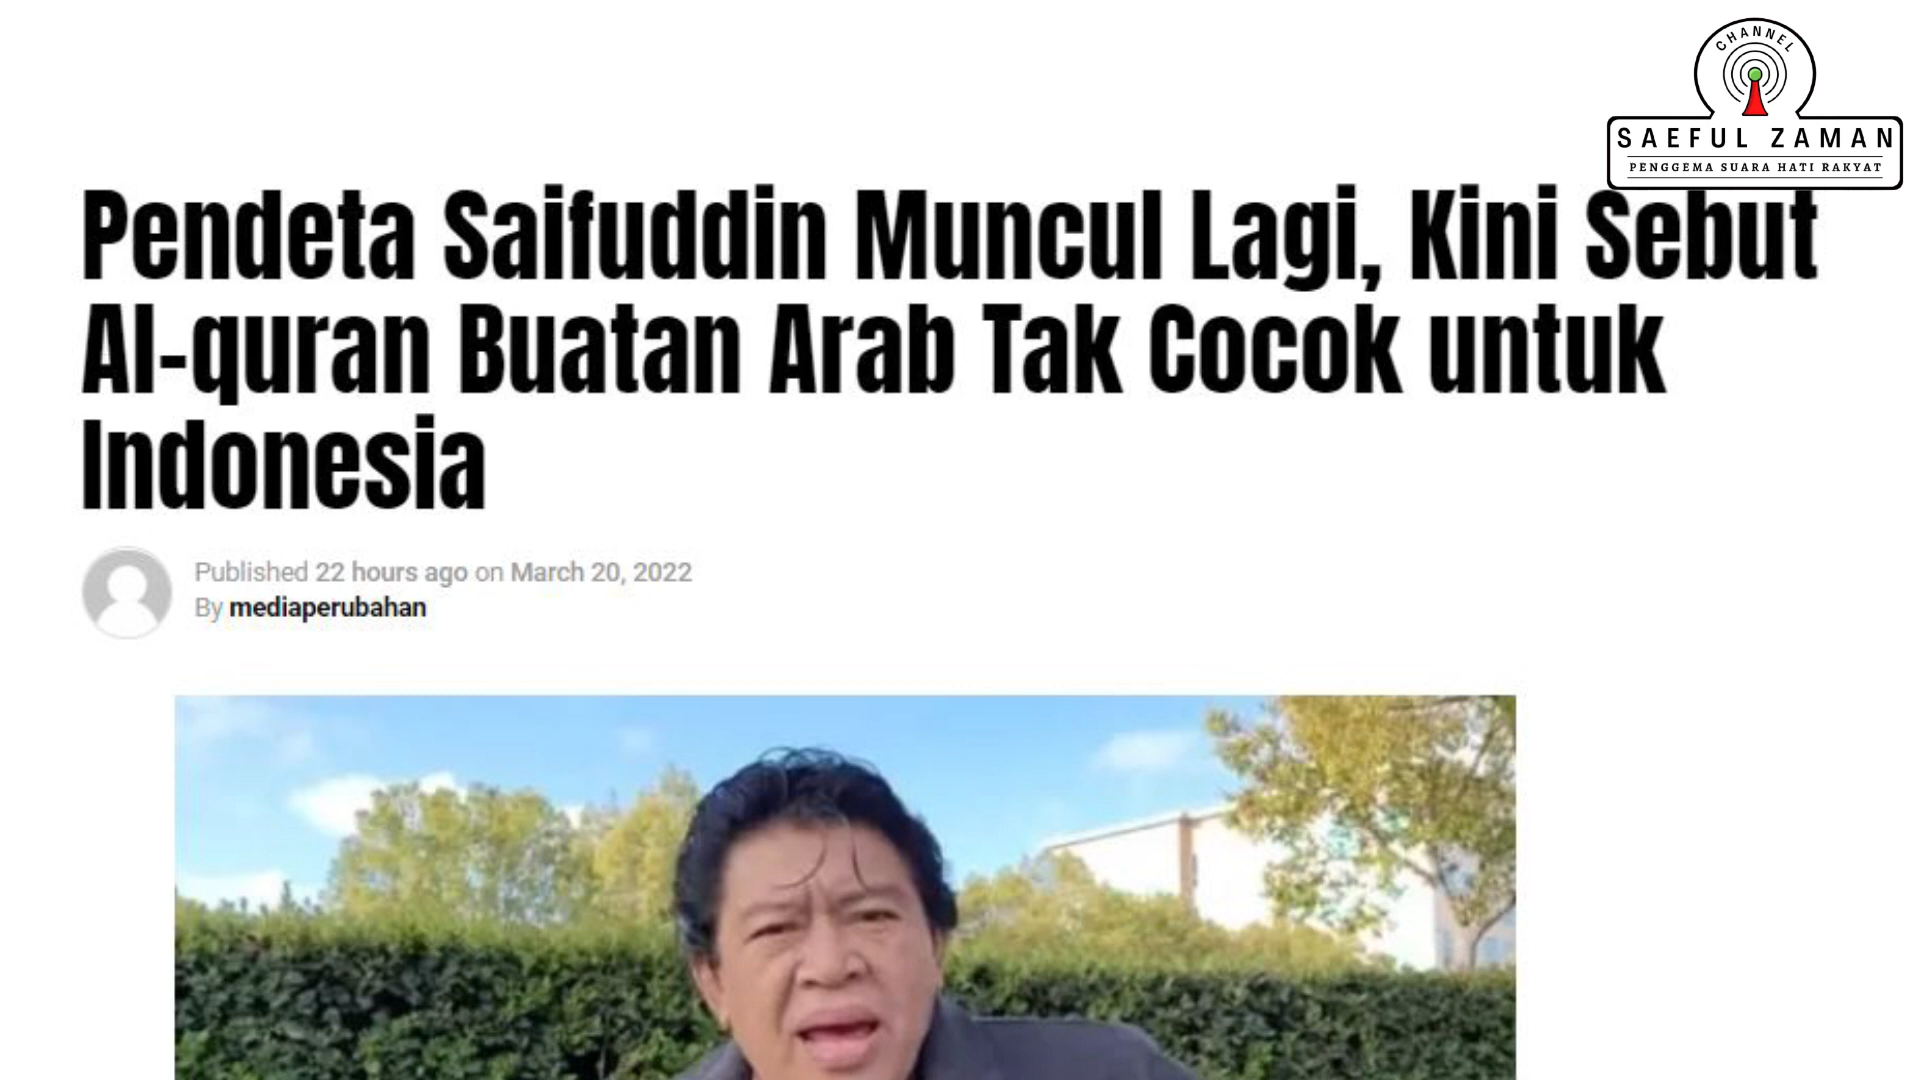 CHANNEL
SAEFUL ZAMAN
PENGGEMA SUARA HATI RAKYAT
Pendeta Saifuddin Muncul Lagi, Kini Sebut
Al-quran Buatan Arab Tak Cocok untuk
Indonesia
Published 22 hours ago on March 20, 2022
By mediaperubahan